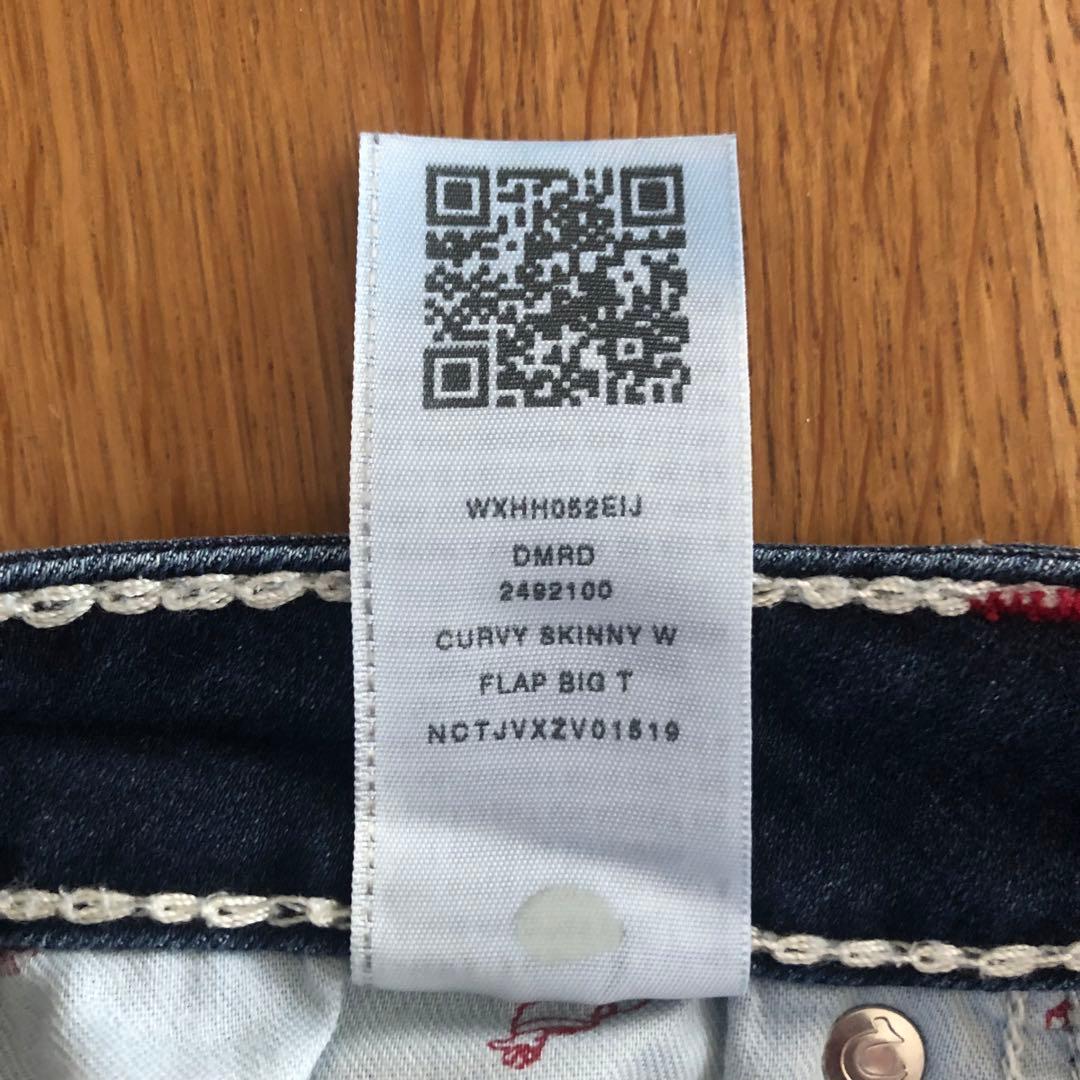 WXHH052EIJ
DMRD
2492100
CURVY SKINNY W
FLAP BIG T
NCTJVXZV01519